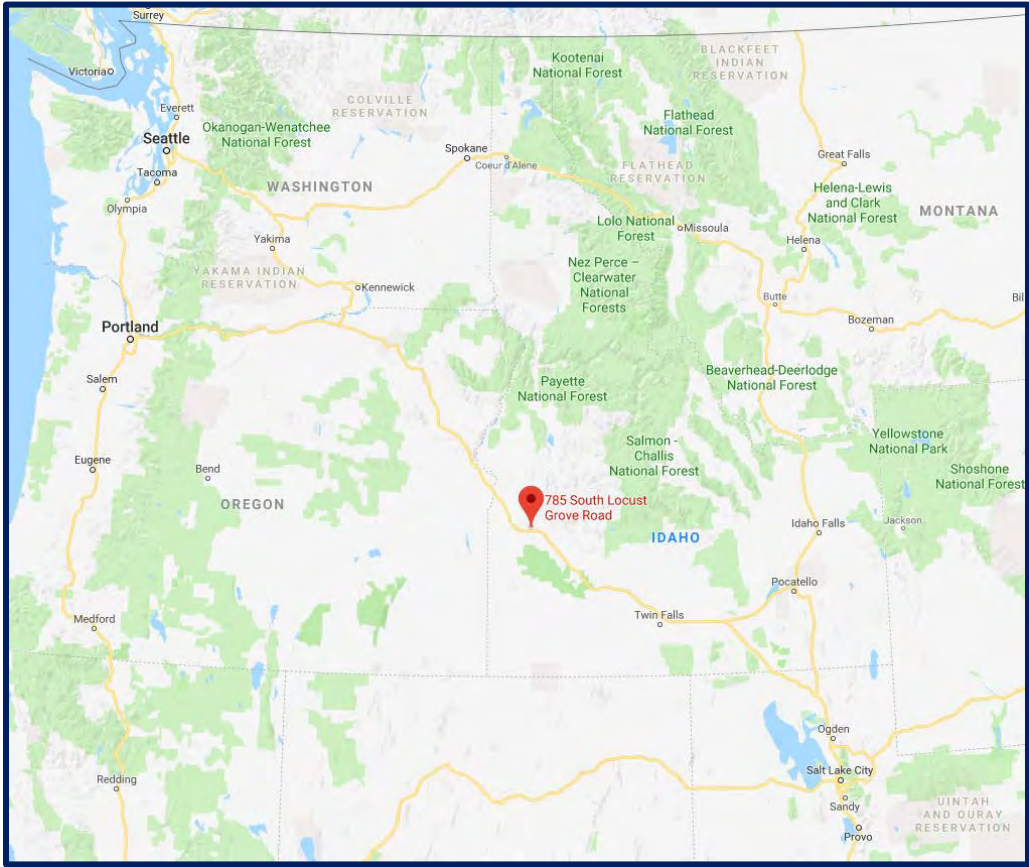 Surrey
Victoria
Everett
Seattle
Tacoma
Olympia
Okanogan-Wenatchee
National Forest
COLVILLE
RESERVATION
WASHINGTON
Spokane
Coeur d'Alene
Kootenai
National Forest
BLACKFEET
INDIAN
RESERVATION
Flathead
National Forest
FLATHEAD
RESERVATION
Great Falls
Helena-Lewis
and Clark
National Forest
MONTANA
Lolo National
Forest
Missoula
Helena
Yakima
YAKAMA INDIAN
RESERVATION
Kennewick
Nez Perce –
Clearwater
National
Forests
Butte
Bozeman
Bil
Portland
Salem
Eugene
Bend
OREGON
Payette
National Forest
Beaverhead-Deerlodge
National Forest
Salmon -
Challis
National Forest
Yellowstone
National Park
Shoshone
National Forest
785 South Locust
Grove Road
IDAHO
Idaho Falls
Jackson
Pocatello
Twin Falls
Medford
Redding
Ogden
Salt Lake City
Sandy
Provo
UINTAH
AND OURAY
RESERVATION